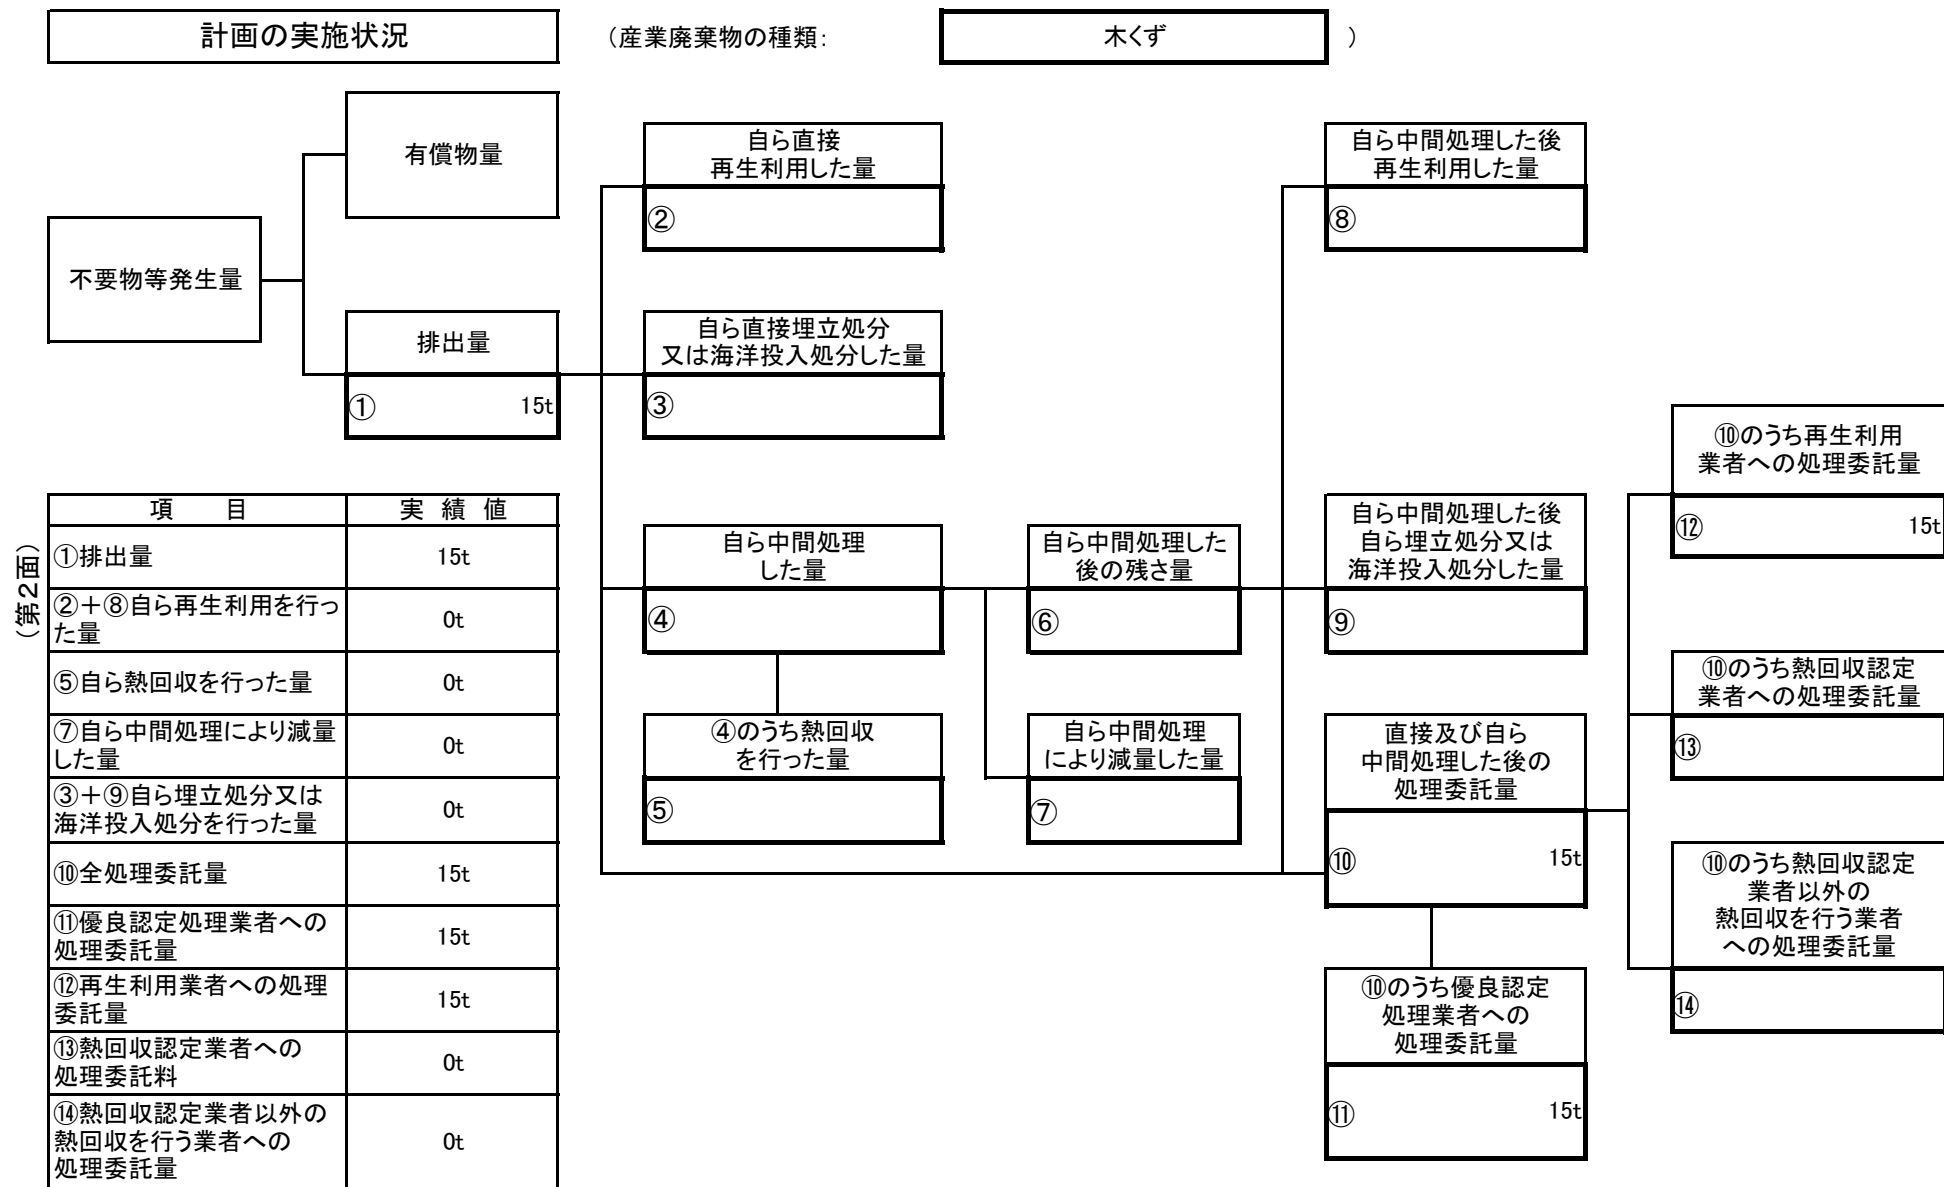 計画の実施状況
（産業廃棄物の種類：
木くず
）
有償物量
不要物等発生量
排出量
① 15t
自ら直接
再生利用した量
②
自ら直接埋立処分
又は海洋投入処分した量
③
自ら中間処理
した量
④
④のうち熱回収
を行った量
⑤
自ら中間処理した
後の残さ量
⑥
自ら中間処理
により減量した量
⑦
自ら中間処理した後
再生利用した量
⑧
自ら中間処理した後
自ら埋立処分又は
海洋投入処分した量
⑨
直接及び自ら
中間処理した後の
処理委託量
⑩ 15t
⑩のうち優良認定
処理業者への
処理委託量
⑪ 15t
⑩のうち再生利用
業者への処理委託量
⑫ 15t
⑩のうち熱回収認定
業者への処理委託量
⑬
⑩のうち熱回収認定
業者以外の
熱回収を行う業者
への処理委託量
⑭
（第2面）
項　目 実績値
①排出量 15t
②＋⑧自ら再生利用を行っ
た量 0t
⑤自ら熱回収を行った量 0t
⑦自ら中間処理により減量
した量 0t
③＋⑨自ら埋立処分又は
海洋投入処分を行った量 0t
⑩全処理委託量 15t
⑪優良認定処理業者への
処理委託量 15t
⑫再生利用業者への処理
委託量 15t
⑬熱回収認定業者への
処理委託料 0t
⑭熱回収認定業者以外の
熱回収を行う業者への
処理委託量 0t